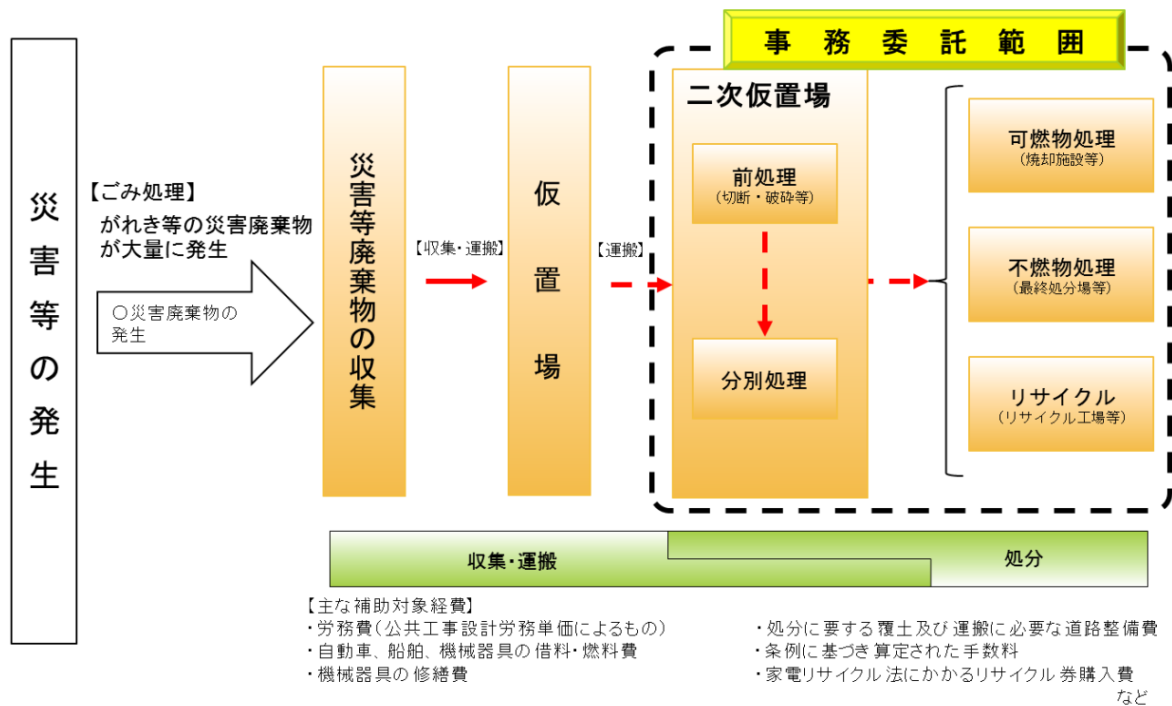 事務委託範囲
災害等の発生
【ごみ処理】
がれき等の災害廃棄物
が大量に発生
〇災害廃棄物の
発生
災害等廃棄物の収集
【収集・運搬】
仮置場
【運搬】
二次仮置場
前処理
(切断・破砕等)
分別処理
可燃物処理
(焼却施設等)
不燃物処理
(最終処分場等)
リサイクル
(リサイクル工場等)
収集・運搬
処分
【主な補助対象経費】
・労務費(公共工事設計労務単価によるもの)
・自動車、船舶、機械器具の借料・燃料費
・機械器具の修繕費
・処分に要する覆土及び運搬に必要な道路整備費
・条例に基づき算定された手数料
・家電リサイクル法にかかるリサイクル券購入費
など